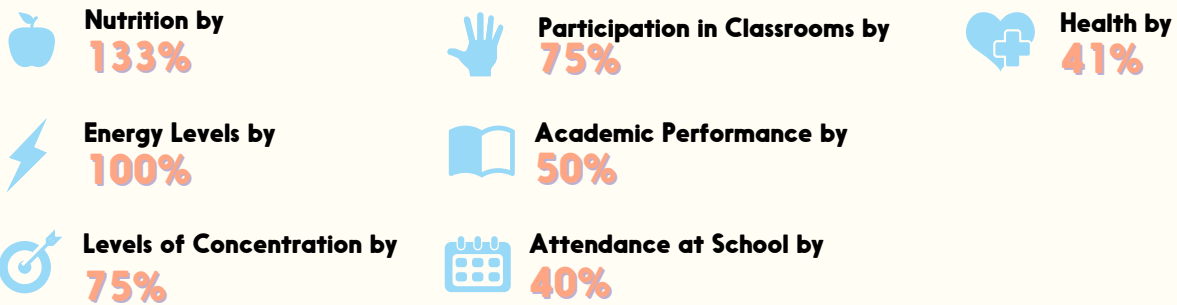 Nutrition by
133%
Energy Levels by
100%
Levels of Concentration by
75%
Participation in Classrooms by
75%
Academic Performance by
50%
Attendance at School by
40%
Health by
41%